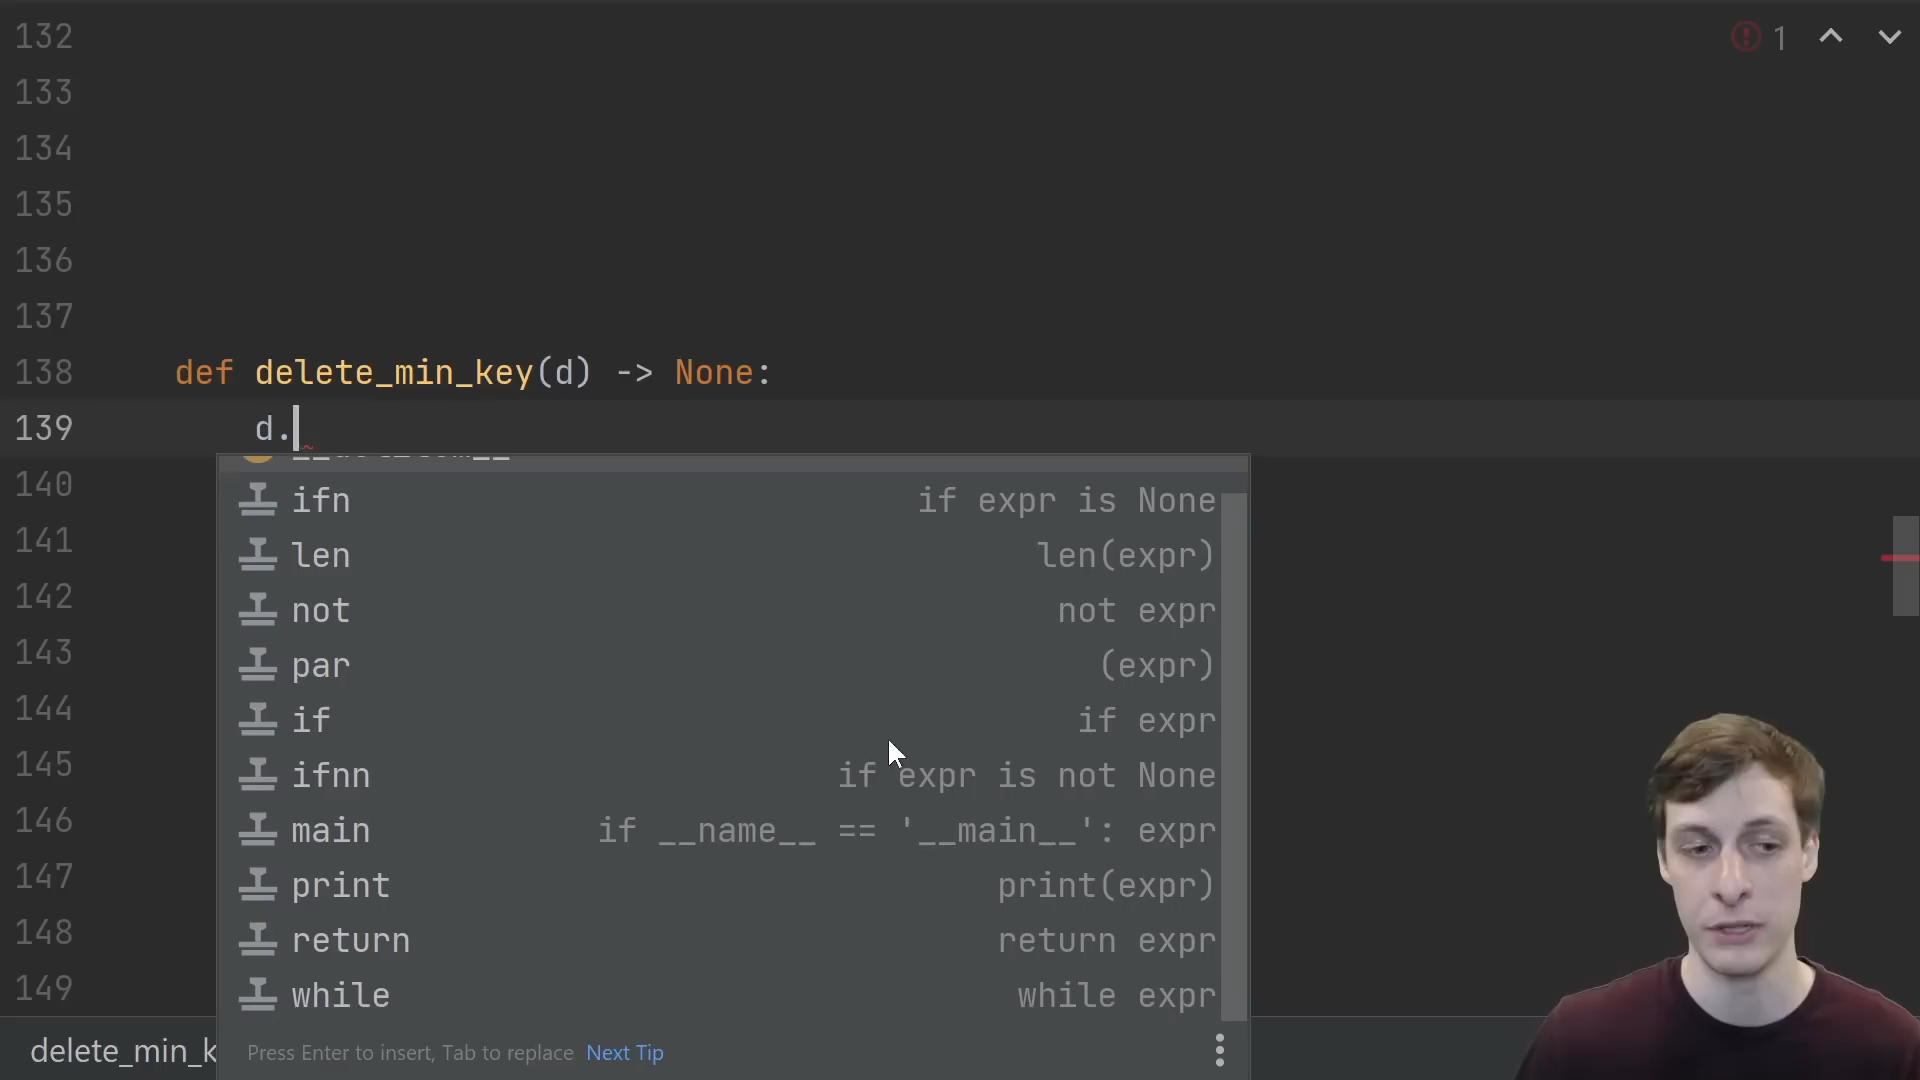 132
1
133
134
135
136
137
138 def delete_min_key(d) -> None:
139 d.
140
ifn if expr is None
141 len len(expr)
142 not not expr
143 par (expr)
144 if if expr
145 ifnn if expr is not None
146 main if __name__ == '__main__': expr
147 print print(expr)
148 return return expr
149 while while expr
delete_min_k
Press Enter to insert, Tab to replace Next Tip